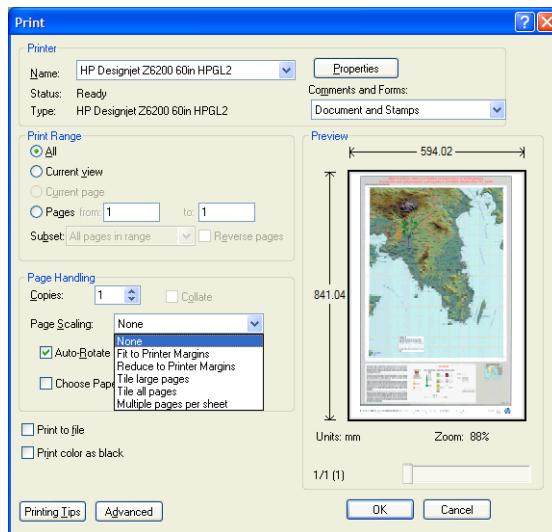 Print
Printer
Name: HP Designjet Z6200 60in HPGL2
Properties
Status: Ready
Type: HP Designjet Z6200 60in HPGL2
Comments and Forms:
Document and Stamps
Print Range
All
Current view
Current page
Pages from: 1 to: 1
Subset: All pages in range
Reverse pages
Page Handling
Copies: 1
Collate
Page Scaling: None
None
Fit to Printer Margins
Reduce to Printer Margins
Tile large pages
Tile all pages
Multiple pages per sheet
Auto-Rotate
Choose Pape
Print to file
Print color as black
Printing Tips
Advanced
Preview
594.02
841.04
Units: mm
Zoom: 88%
1/1 (1)
OK
Cancel